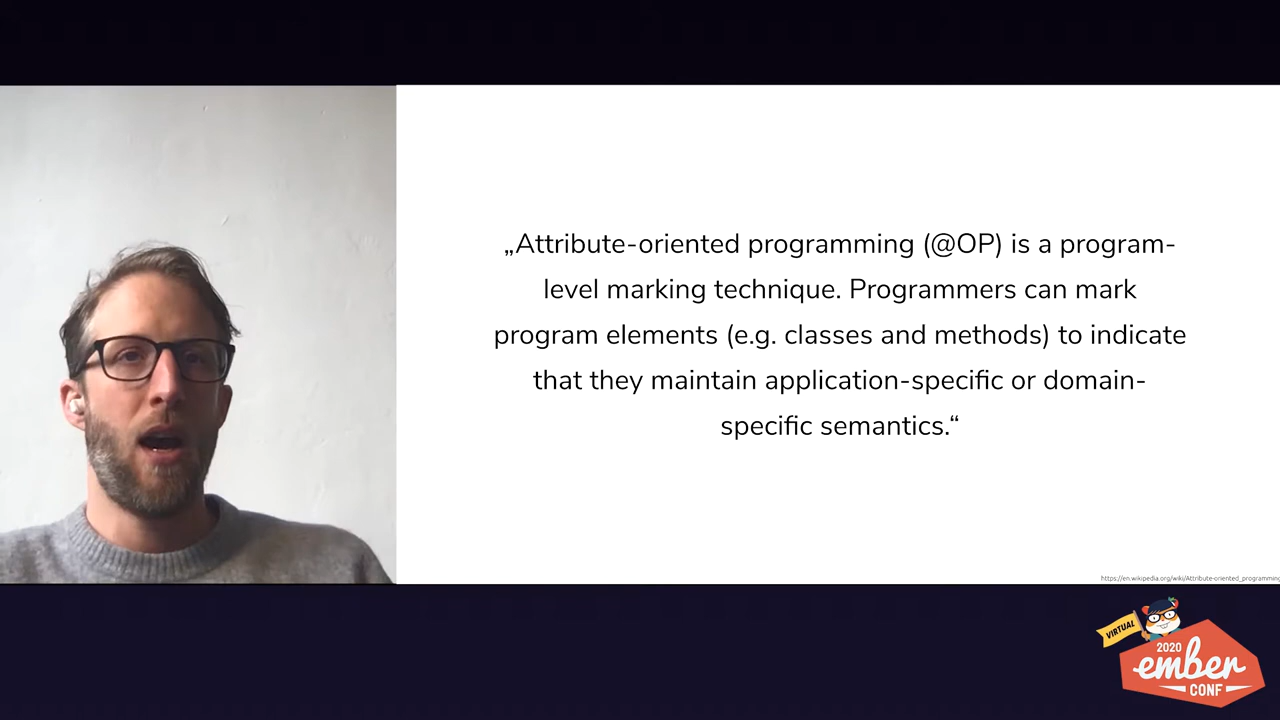 „Attribute-oriented programming (@OP) is a program-
level marking technique. Programmers can mark
program elements (e.g. classes and methods) to indicate
that they maintain application-specific or domain-
specific semantics.“
https://en.wikipedia.org/wiki/Attribute-oriented_programming
VIRTUAL
2020
ember
CONF